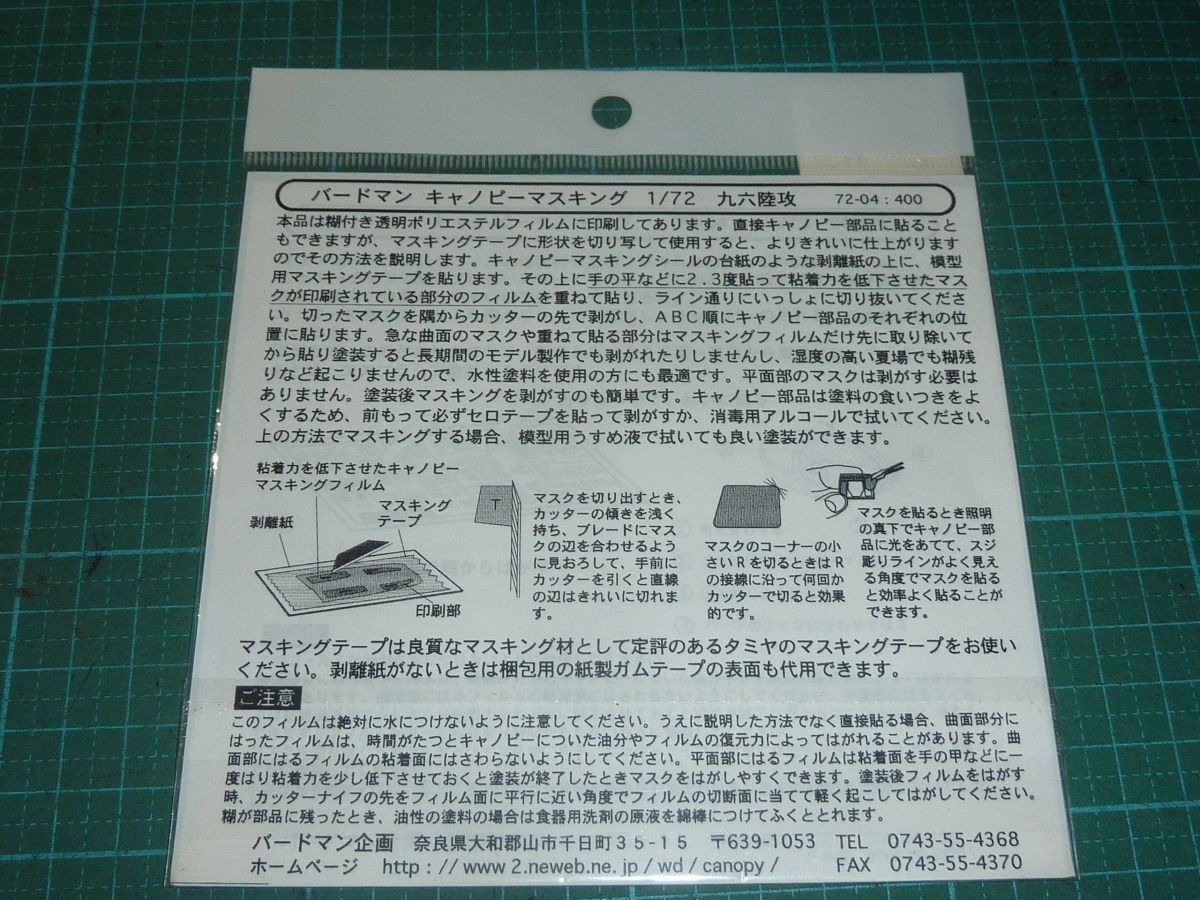 バードマン キャノピーマスキング 1/72 九六陸攻 72-04：400
本品は糊付き透明ポリエステルフィルムに印刷してあります。直接キャノピー部品に貼ること
もできますが、マスキングテープに形状を切り写して使用すると、よりきれいに仕上がります
のでその方法を説明します。キャノピーマスキングシールの台紙のような剥離紙の上に、模型
用マスキングテープを貼ります。その上に手の平などに2.3度貼って粘着力を低下させたマス
クが印刷されている部分のフィルムを重ねて貼り、ライン通りにいっしょに切り抜いてくださ
い。切ったマスクを隅からカッターの先で剥がし、ABC順にキャノピー部品のそれぞれの位
置に貼ります。急な曲面のマスクや重ねて貼る部分はマスキングフィルムだけ先に取り除いて
から貼り塗装すると長期間のモデル製作でも剥がれたりしませんし、湿度の高い夏場でも糊残
りなど起こりませんので、水性塗料を使用の方にも最適です。平面部のマスクは剥がす必要は
ありません。塗装後マスキングを剥がすのも簡単です。キャノピー部品は塗料の食いつきをよ
くするため、前もって必ずセロテープを貼って剥がすか、消毒用アルコールで拭いてください。
上の方法でマスキングする場合、模型用うすめ液で拭いても良い塗装ができます。
粘着力を低下させたキャノピー
マスキングフィルム
マスキング
テープ
剥離紙
印刷部
T
マスクを切り出すとき、
カッターの傾きを浅く
持ち、ブレードにマス
クの辺を合わせるよう
に見おろして、手前に
カッターを引くと直線
の辺はきれいに切れま
す。
マスクのコーナーの小
さいRを切るときはR
の接線に沿って何回か
カッターで切ると効果
的です。
マスクを貼るとき照明
の真下でキャノピー部
品に光をあてて、スジ
彫りラインがよく見え
る角度でマスクを貼る
と効率よく貼ることが
できます。
マスキングテープは良質なマスキング材として定評のあるタミヤのマスキングテープをお使い
ください。剥離紙がないときは梱包用の紙製ガムテープの表面も代用できます。
ご注意
このフィルムは絶対に水につけないように注意してください。うえに説明した方法でなく直接貼る場合、曲面部分に
はったフィルムは、時間がたつとキャノピーについた油分やフィルムの復元力によってはがれることがあります。曲
面部にはるフィルムの粘着面にはさわらないようにしてください。平面部にはるフィルムは粘着面を手の甲などに一
度はり粘着力を少し低下させておくと塗装が終了したときマスクをはがしやすくできます。塗装後フィルムをはがす
時、カッターナイフの先をフィルム面に平行に近い角度でフィルムの切断面に当てて軽く起こしてはがしてください。
糊が部品に残ったとき、油性の塗料の場合は食器用洗剤の原液を綿棒につけてふくととれます。
バードマン企画 奈良県大和郡山市千日町35-15 〒639-1053 TEL 0743-55-4368
ホームページ http://www2.neweb.ne.jp/wd/canopy/ FAX 0743-55-4370